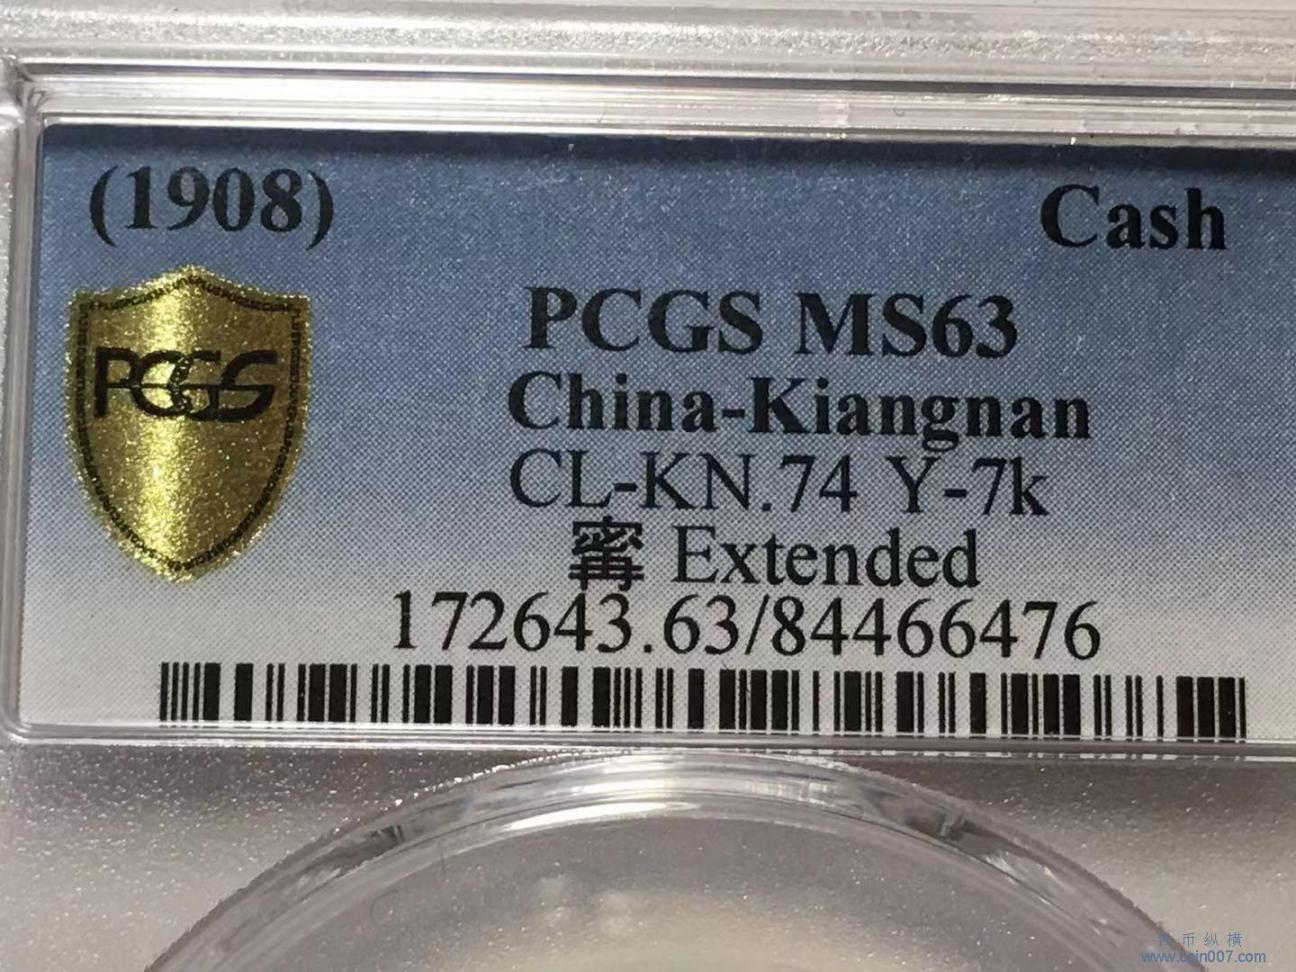 (1908) Cash
PCGS
PCGS MS63
China-Kiangnan
CL-KN.74 Y-7k
寗 Extended
172643.63/84466476
币纵横
www.coin007.com